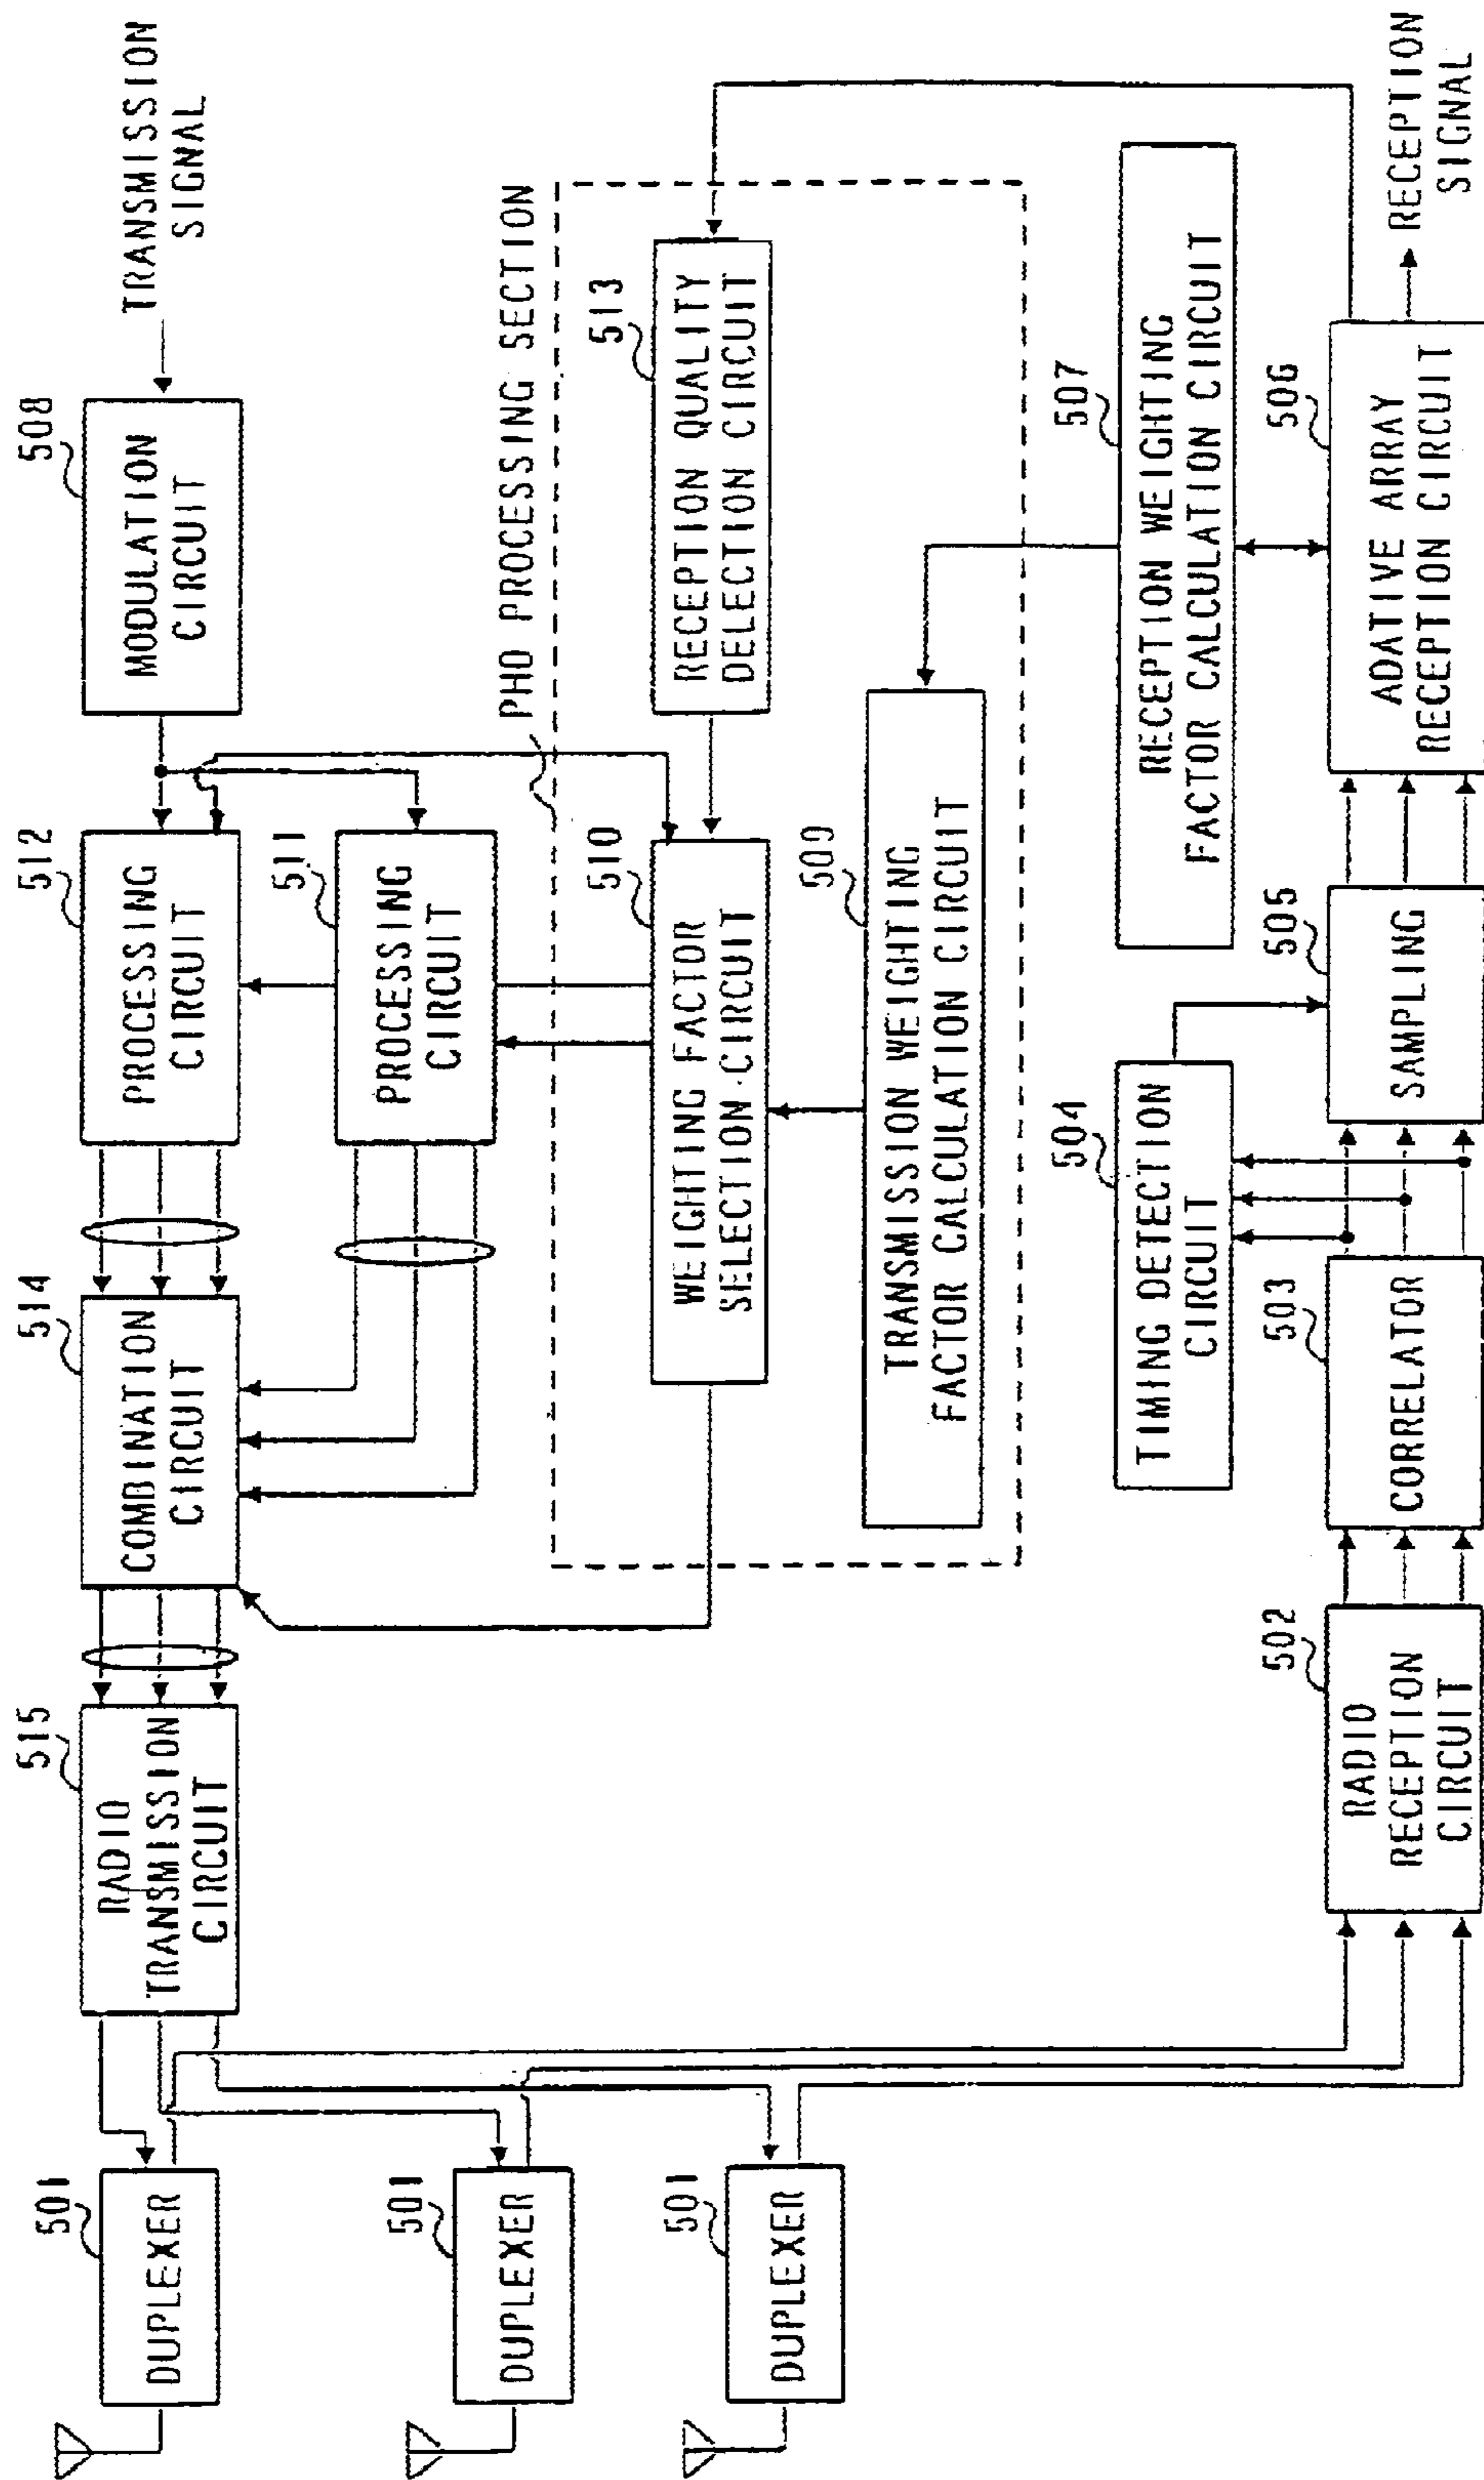 501
DUPLEXER
501
DUPLEXER
501
DUPLEXER
515
RADIO
TRANSMISSION
CIRCUIT
514
COMBINATION
CIRCUIT
512
PROCESSING
CIRCUIT
511
PROCESSING
CIRCUIT
508
MODULATION
CIRCUIT
TRANSMISSION
SIGNAL
PHD PROCESSING SECTION
510
WEIGHTING FACTOR
SELECTION CIRCUIT
513
RECEPTION QUALITY
DELECTION CIRCUIT
509
TRANSMISSION WEIGHTING
FACTOR CALCULATION CIRCUIT
507
RECEPTION WEIGHTING
FACTOR CALCULATION CIRCUIT
504
TIMING DETECTION
CIRCUIT
502
RADIO
RECEPTION
CIRCUIT
503
CORRELATOR
505
SAMPLING
506
ADATIVE ARRAY
RECEPTION CIRCUIT
RECEPTION
SIGNAL